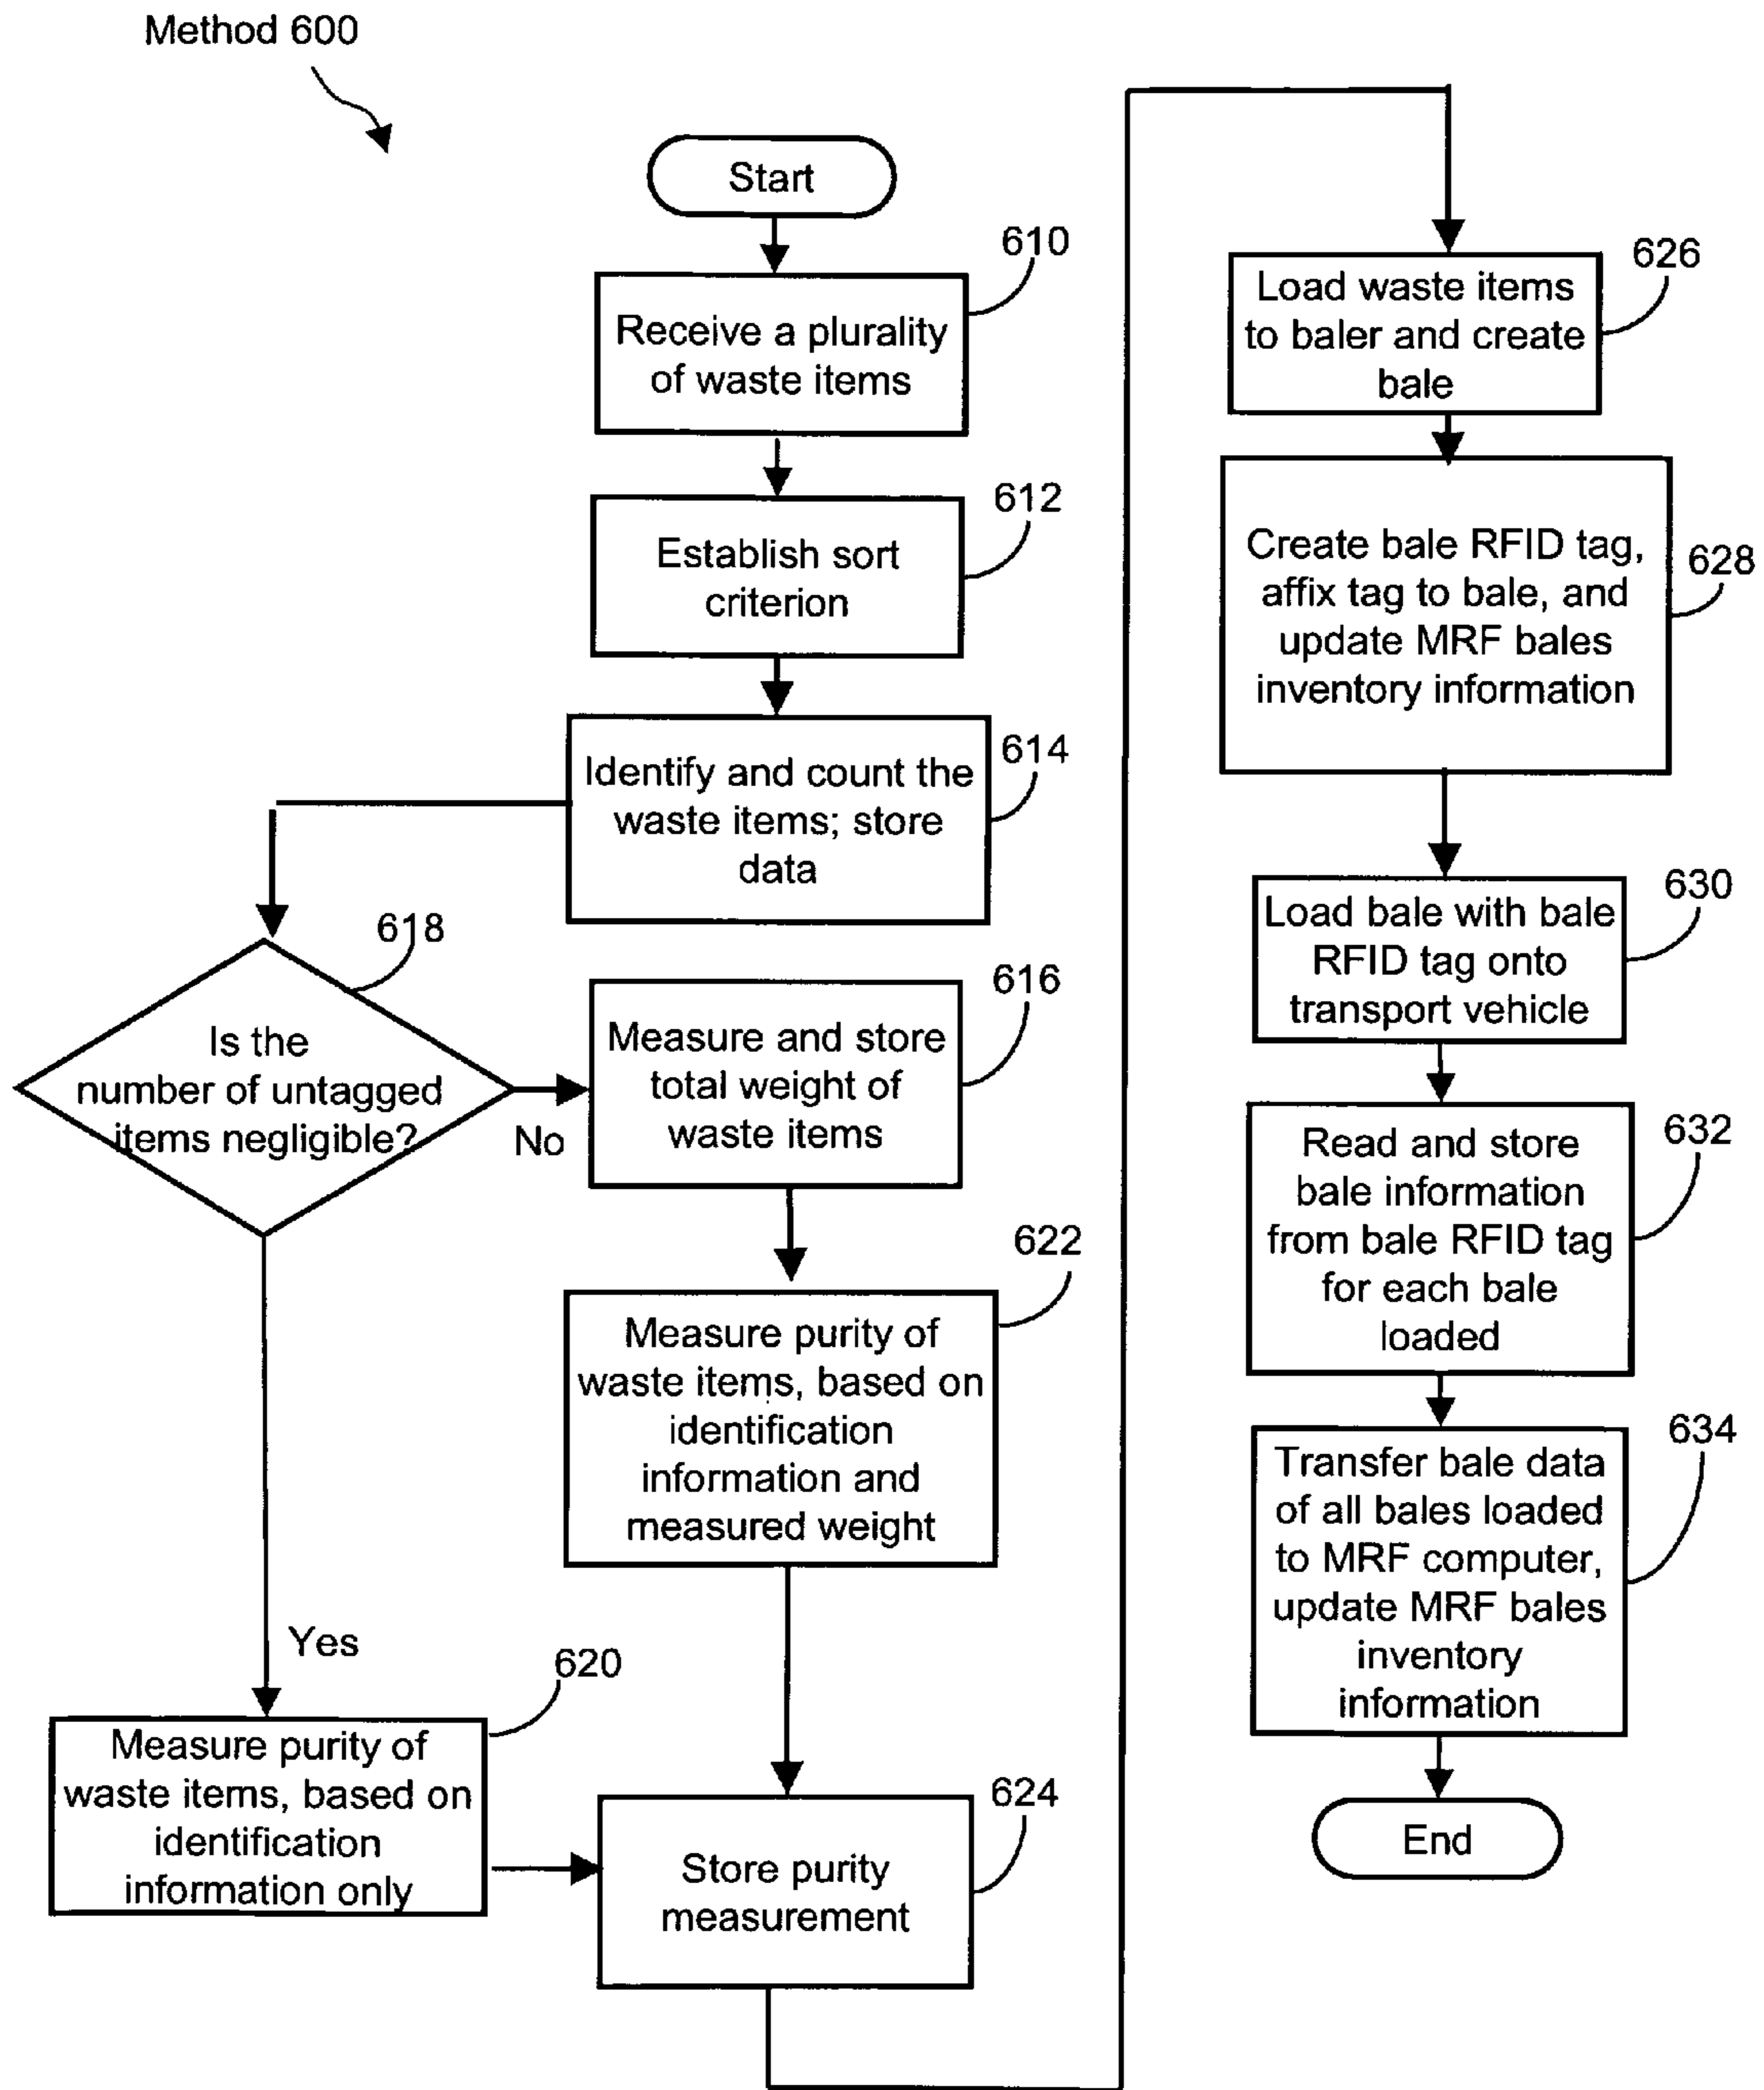 Method 600
Start
610
Receive a plurality
of waste items
612
Establish sort
criterion
614
Identify and count the
waste items; store
data
618
Is the
number of untagged
items negligible?
No
Yes
616
Measure and store
total weight of
waste items
622
Measure purity of
waste items, based on
identification
information and
measured weight
620
Measure purity of
waste items, based on
identification
information only
624
Store purity
measurement
626
Load waste items
to baler and create
bale
628
Create bale RFID tag,
affix tag to bale, and
update MRF bales
inventory information
630
Load bale with bale
RFID tag onto
transport vehicle
632
Read and store
bale information
from bale RFID tag
for each bale
loaded
634
Transfer bale data
of all bales loaded
to MRF computer,
update MRF bales
inventory
information
End